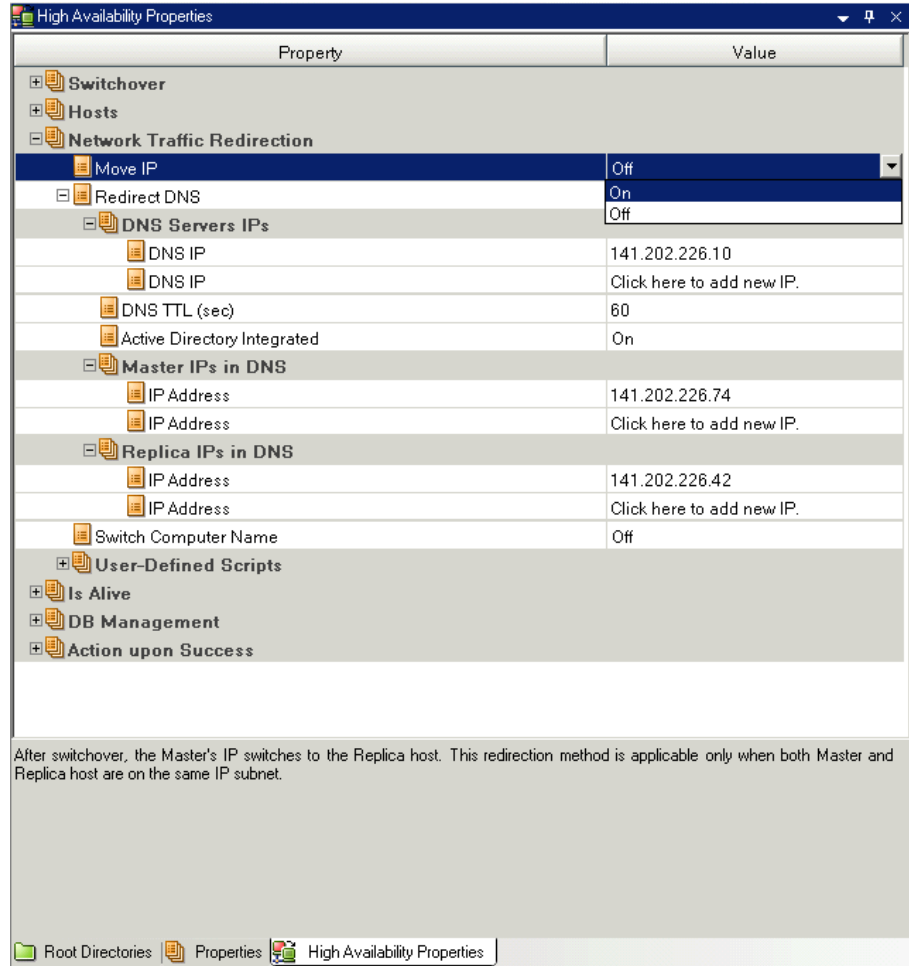 High Availability Properties
Property Value
Switchover
Hosts
Network Traffic Redirection
Move IP Off
On
Redirect DNS
Off
DNS Servers IPs
DNS IP 141.202.226.10
DNS IP Click here to add new IP.
DNS TTL (sec) 60
Active Directory Integrated On
Master IPs in DNS
IP Address 141.202.226.74
IP Address Click here to add new IP.
Replica IPs in DNS
IP Address 141.202.226.42
IP Address Click here to add new IP.
Switch Computer Name Off
User-Defined Scripts
Is Alive
DB Management
Action upon Success
After switchover, the Master's IP switches to the Replica host. This redirection method is applicable only when both Master and
Replica host are on the same IP subnet.
Root Directories Properties High Availability Properties